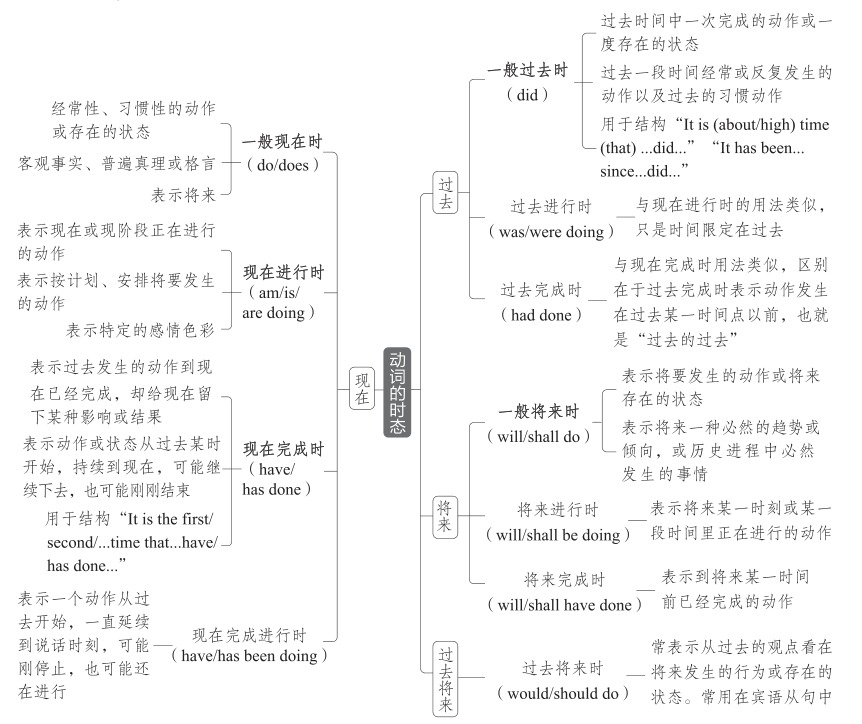 经常性、习惯性的动作
或存在的状态
客观事实、普遍真理或格言
表示将来
一般现在时
（do/does）
表示现在或现阶段正在进行
的动作
表示按计划、安排将要发生
的动作
表示特定的感情色彩
现在进行时
（am/is/
are doing）
表示过去发生的动作到现
在已经完成，却给现在留
下某种影响或结果
表示动作或状态从过去某时
开始，持续到现在，可能继
续下去，也可能刚刚结束
用于结构“It is the first/
second/...time that...have/
has done...”
现在完成时
（have/
has done）
表示一个动作从过
去开始，一直延续
到说话时刻，可能
刚停止，也可能还
在进行
现在完成进行时
（have/has been doing）
现在
动词的时态
过去
一般过去时
（did）
过去时间中一次完成的动作或一
度存在的状态
过去一段时间经常或反复发生的
动作以及过去的习惯动作
用于结构“It is (about/high) time
(that) ...did...” “It has been...
since...did...”
过去进行时
（was/were doing）
与现在进行时的用法类似，
只是时间限定在过去
过去完成时
（had done）
与现在完成时用法类似，区别
在于过去完成时表示动作发生
在过去某一时间点以前，也就
是“过去的过去”
将来
一般将来时
（will/shall do）
表示将要发生的动作或将来
存在的状态
表示将来一种必然的趋势或
倾向，或历史进程中必然
发生的事情
将来进行时
（will/shall be doing）
表示将来某一时刻或某一
段时间里正在进行的动作
将来完成时
（will/shall have done）
表示到将来某一时间
前已经完成的动作
过去将来
过去将来时
（would/should do）
常表示从过去的观点看在
将来发生的行为或存在的
状态。常用在宾语从句中